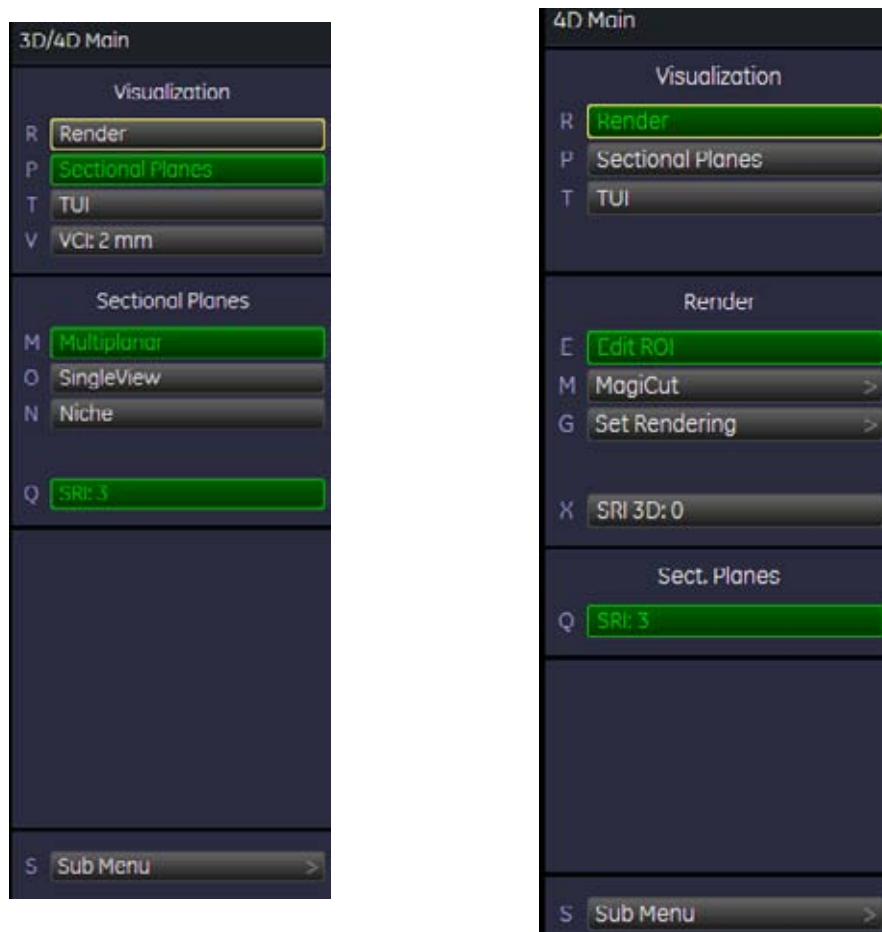 3D/4D Main
Visualization
R Render
P Sectional Planes
T TUI
V VCI: 2 mm
Sectional Planes
M Multiplanar
O SingleView
N Niche
Q SRI: 3
S Sub Menu >
4D Main
Visualization
R Render
P Sectional Planes
T TUI
Render
E Edit ROI
M MagiCut >
G Set Rendering >
X SRI 3D: 0
Sect. Planes
Q SRI: 3
S Sub Menu >